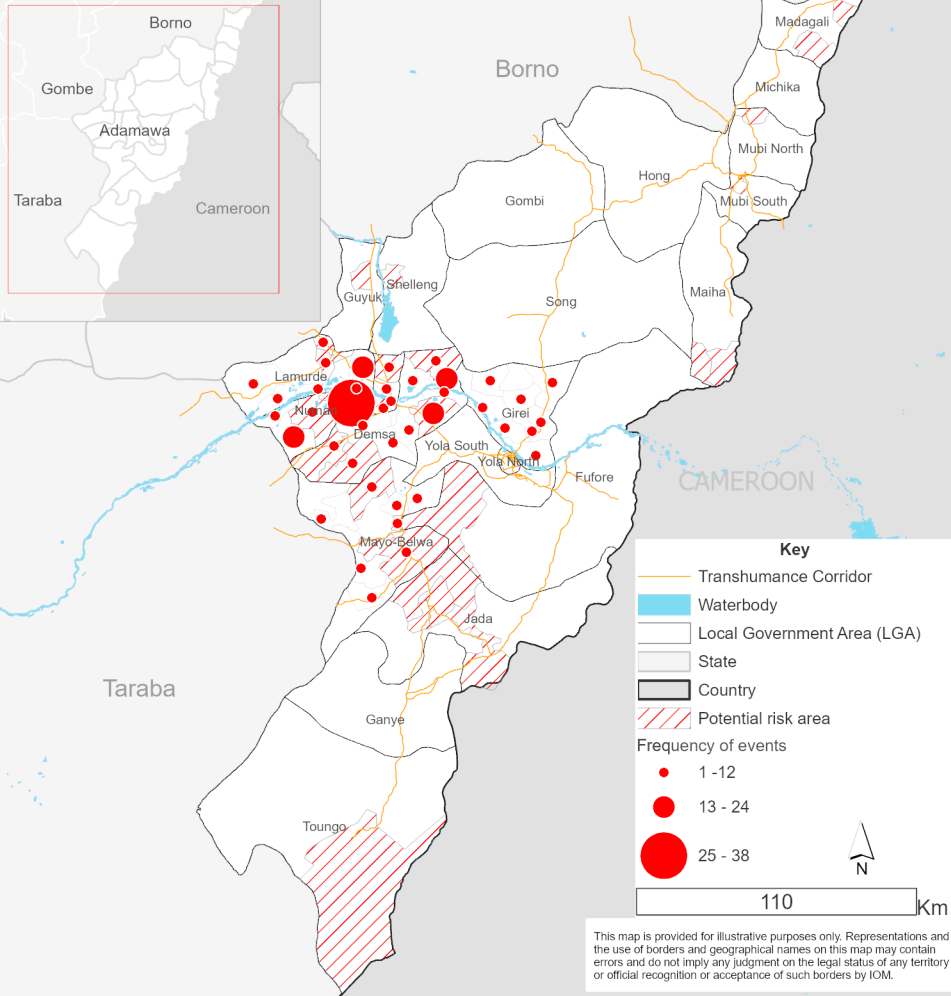 Borno
Gombe
Adamawa
Taraba
Cameroon
Madagali
Borno
Michika
Mubi North
Hong
Gombi
Mubi South
Shelleng
Guyuk
Maiha
Song
Lamurde
Numan
Girei
Demsa
Yola South
Yola North
Fufore
CAMEROON
Mayo-Belwa
Jada
Taraba
Ganye
Toungo
Key
Transhumance Corridor
Waterbody
Local Government Area (LGA)
State
Country
Potential risk area
Frequency of events
1 -12
13 - 24
25 - 38
N
110
Km
This map is provided for illustrative purposes only. Representations and
the use of borders and geographical names on this map may contain
errors and do not imply any judgment on the legal status of any territory
or official recognition or acceptance of such borders by IOM.